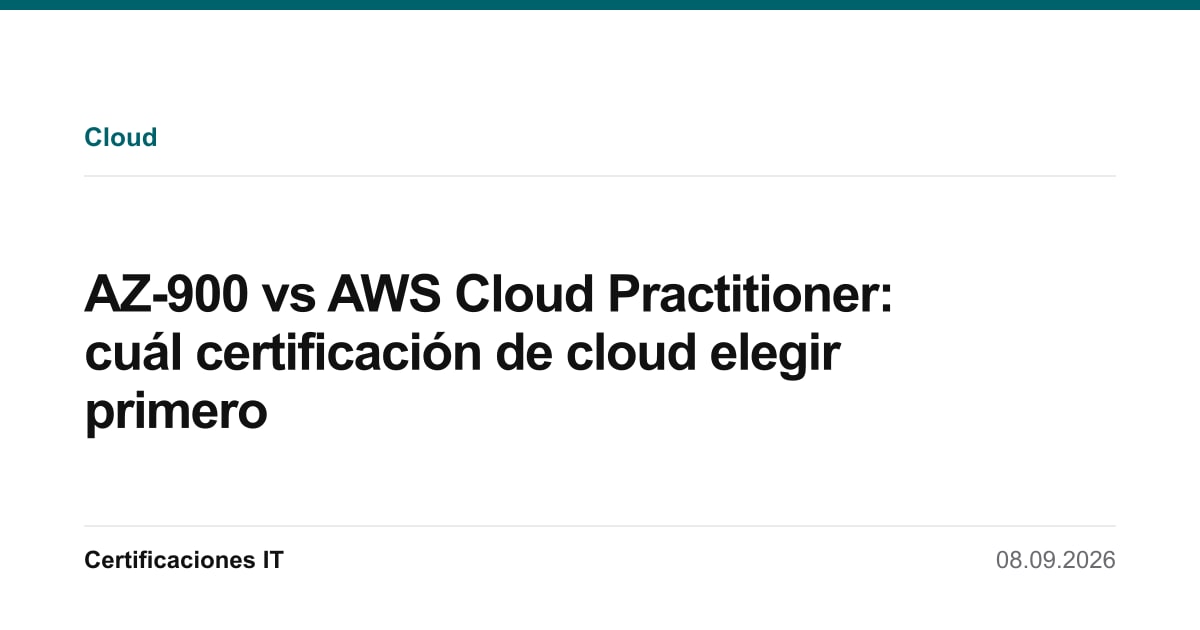 Cloud
AZ-900 vs AWS Cloud Practitioner:
cuál certificación de cloud elegir
primero
Certificaciones IT
08.09.2026